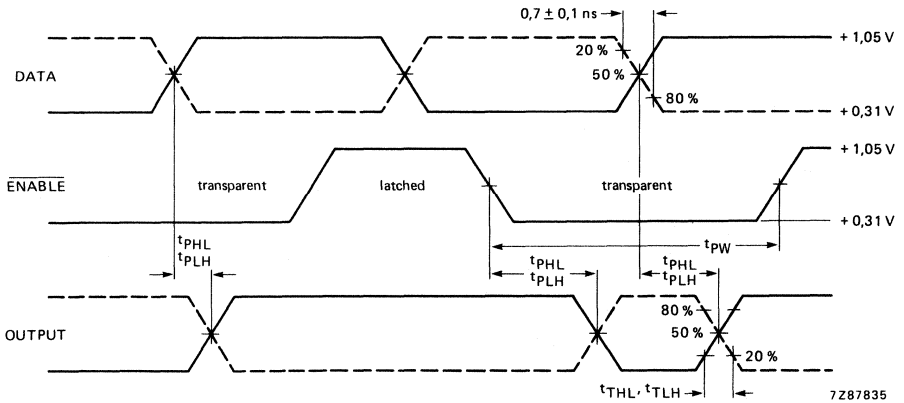 0,7 ± 0,1 ns
+ 1,05 V
20 %
DATA
50 %
80 %
+ 0,31 V
+ 1,05 V
ENABLE
transparent
latched
transparent
+ 0,31 V
tPHL
tPLH
tPW
tPHL
tPLH
tPHL
tPLH
80 %
OUTPUT
50 %
20 %
tTHL, tTLH
7Z87835